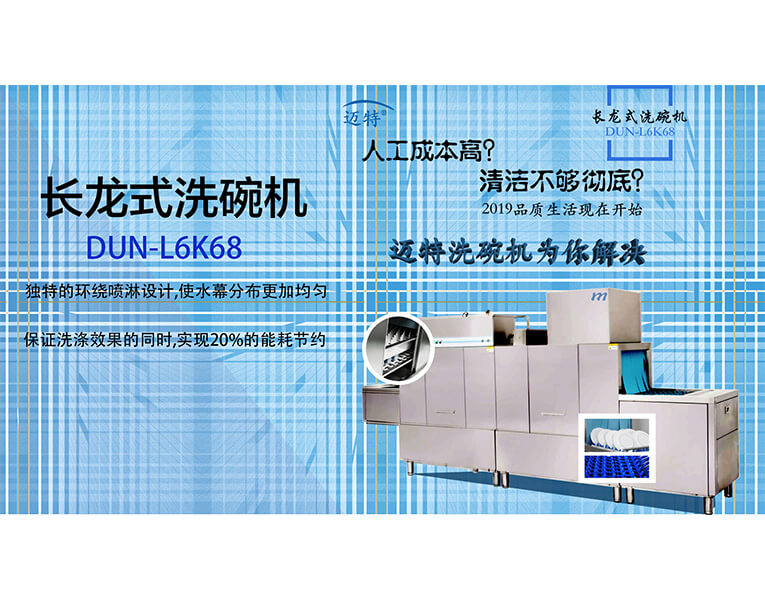 长龙式洗碗机
DUN-L6K68
独特的环绕喷淋设计,使水幕分布更加均匀
保证洗涤效果的同时,实现20%的能耗节约
迈特®
长龙式洗碗机
DUN-L6K68
人工成本高?
清洁不够彻底?
2019品质生活现在开始
迈特洗碗机为你解决
m